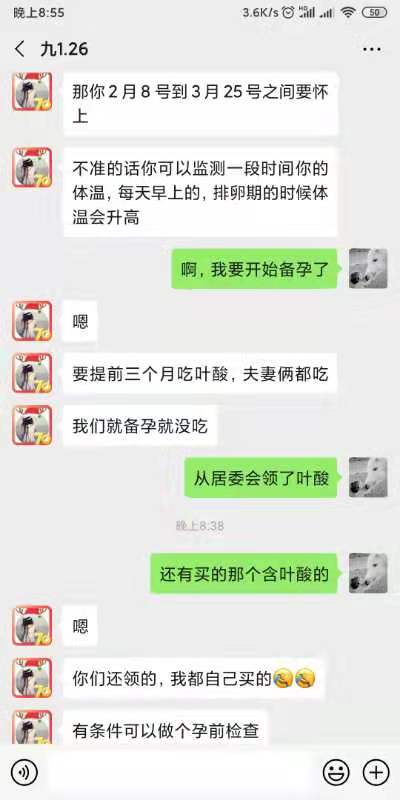 晚上8:55
3.6K/s
HD
50
九1.26
那你2月8号到3月25号之间要怀
上
不准的话你可以监测一段时间你的
体温，每天早上的，排卵期的时候体
温会升高
啊，我要开始备孕了
嗯
要提前三个月吃叶酸，夫妻俩都吃
我们就备孕就没吃
从居委会领了叶酸
晚上8:38
还有买的那个含叶酸的
嗯
你们还领的，我都自己买的😂😂
有条件可以做个孕前检查